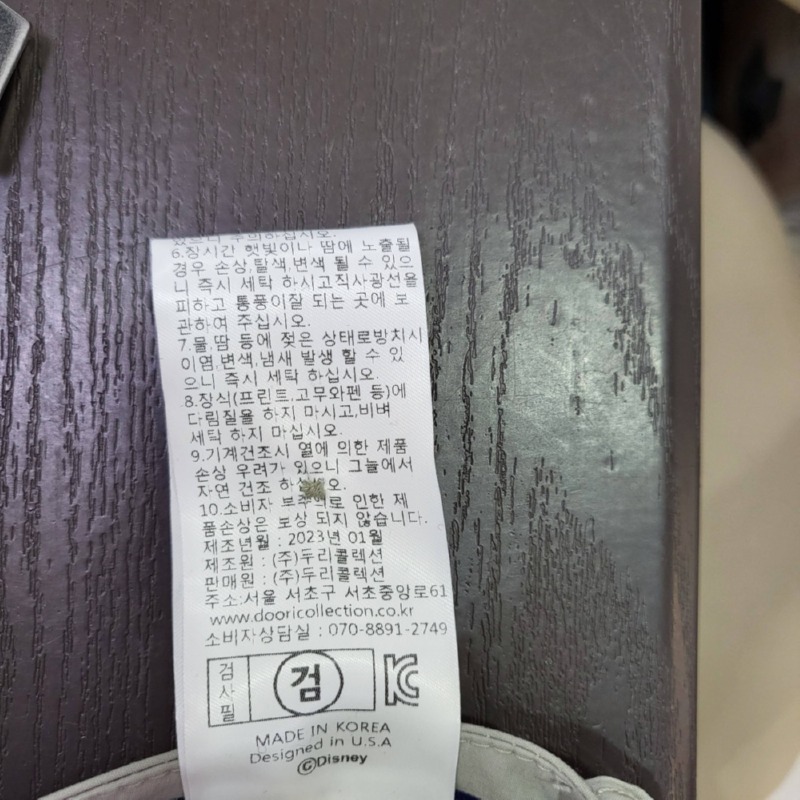 있으니 주의하십시오.
6.장시간 햇빛이나 땀에 노출될
경우 손상,탈색,변색 될 수 있으
니 즉시 세탁 하시고직사광선을
피하고 통풍이잘 되는 곳에 보
관하여 주십시오.
7.물,땀 등에 젖은 상태로방치시
이염변색,냄새 발생 할 수 있
으니 즉시 세탁 하십시오.
8.장식(프린트.고무와펜 등)에
다림질을 하지 마시고,비벼
세탁 하지 마십시오.
9.기계건조시 열에 의한 제품
손상 우려가 있으니 그늘에서
자연 건조
10.소비자 인한 제
품손상은 보상 되지 않습니다.
제조년월 : 2023년 01월
제조원 : (주)두리콜렉션
판매원 : (주)두리콜렉션
주소:서울 서초구 서초중앙로61
www.dooricollection.co.kr
소비자상담실 : 070-8891-2749
검사필
검
KC
MADE IN KOREA
Designed in U.S.A
©Disney